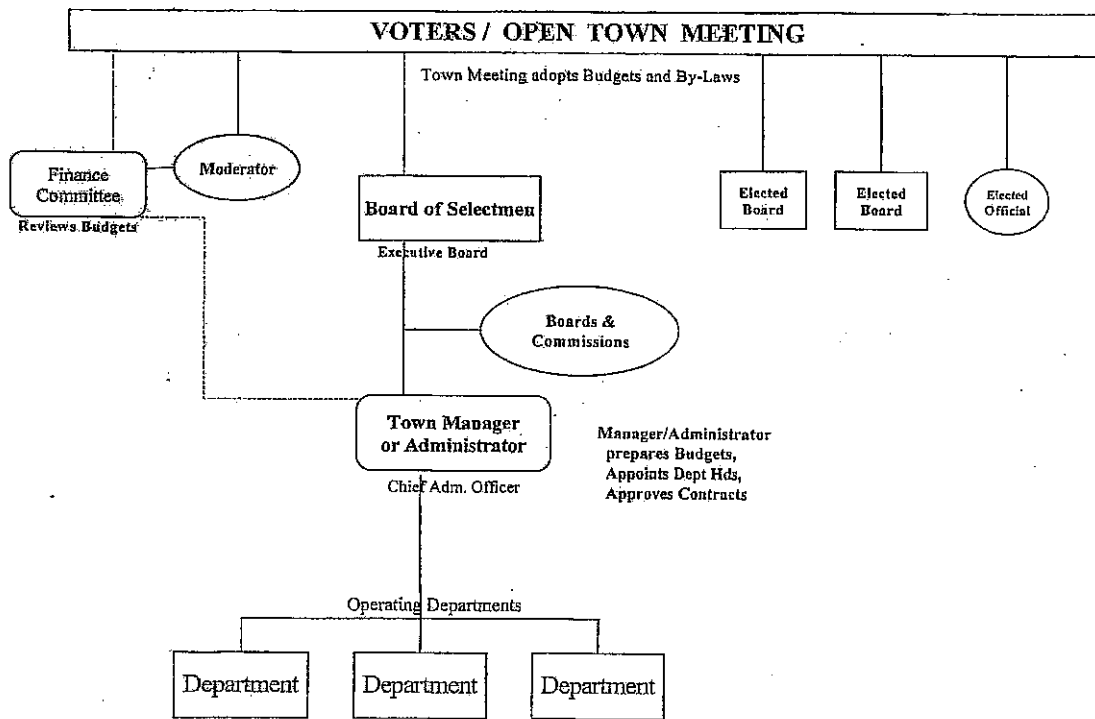 VOTERS / OPEN TOWN MEETING
Town Meeting adopts Budgets and By-Laws
Finance
Committee
Reviews Budgets
Moderator
Board of Selectmen
Executive Board
Elected
Board
Elected
Board
Elected
Official
Boards &
Commissions
Town Manager
or Administrator
Chief Adm. Officer
Manager/Administrator
prepares Budgets,
Appoints Dept Hds,
Approves Contracts
Operating Departments
Department
Department
Department